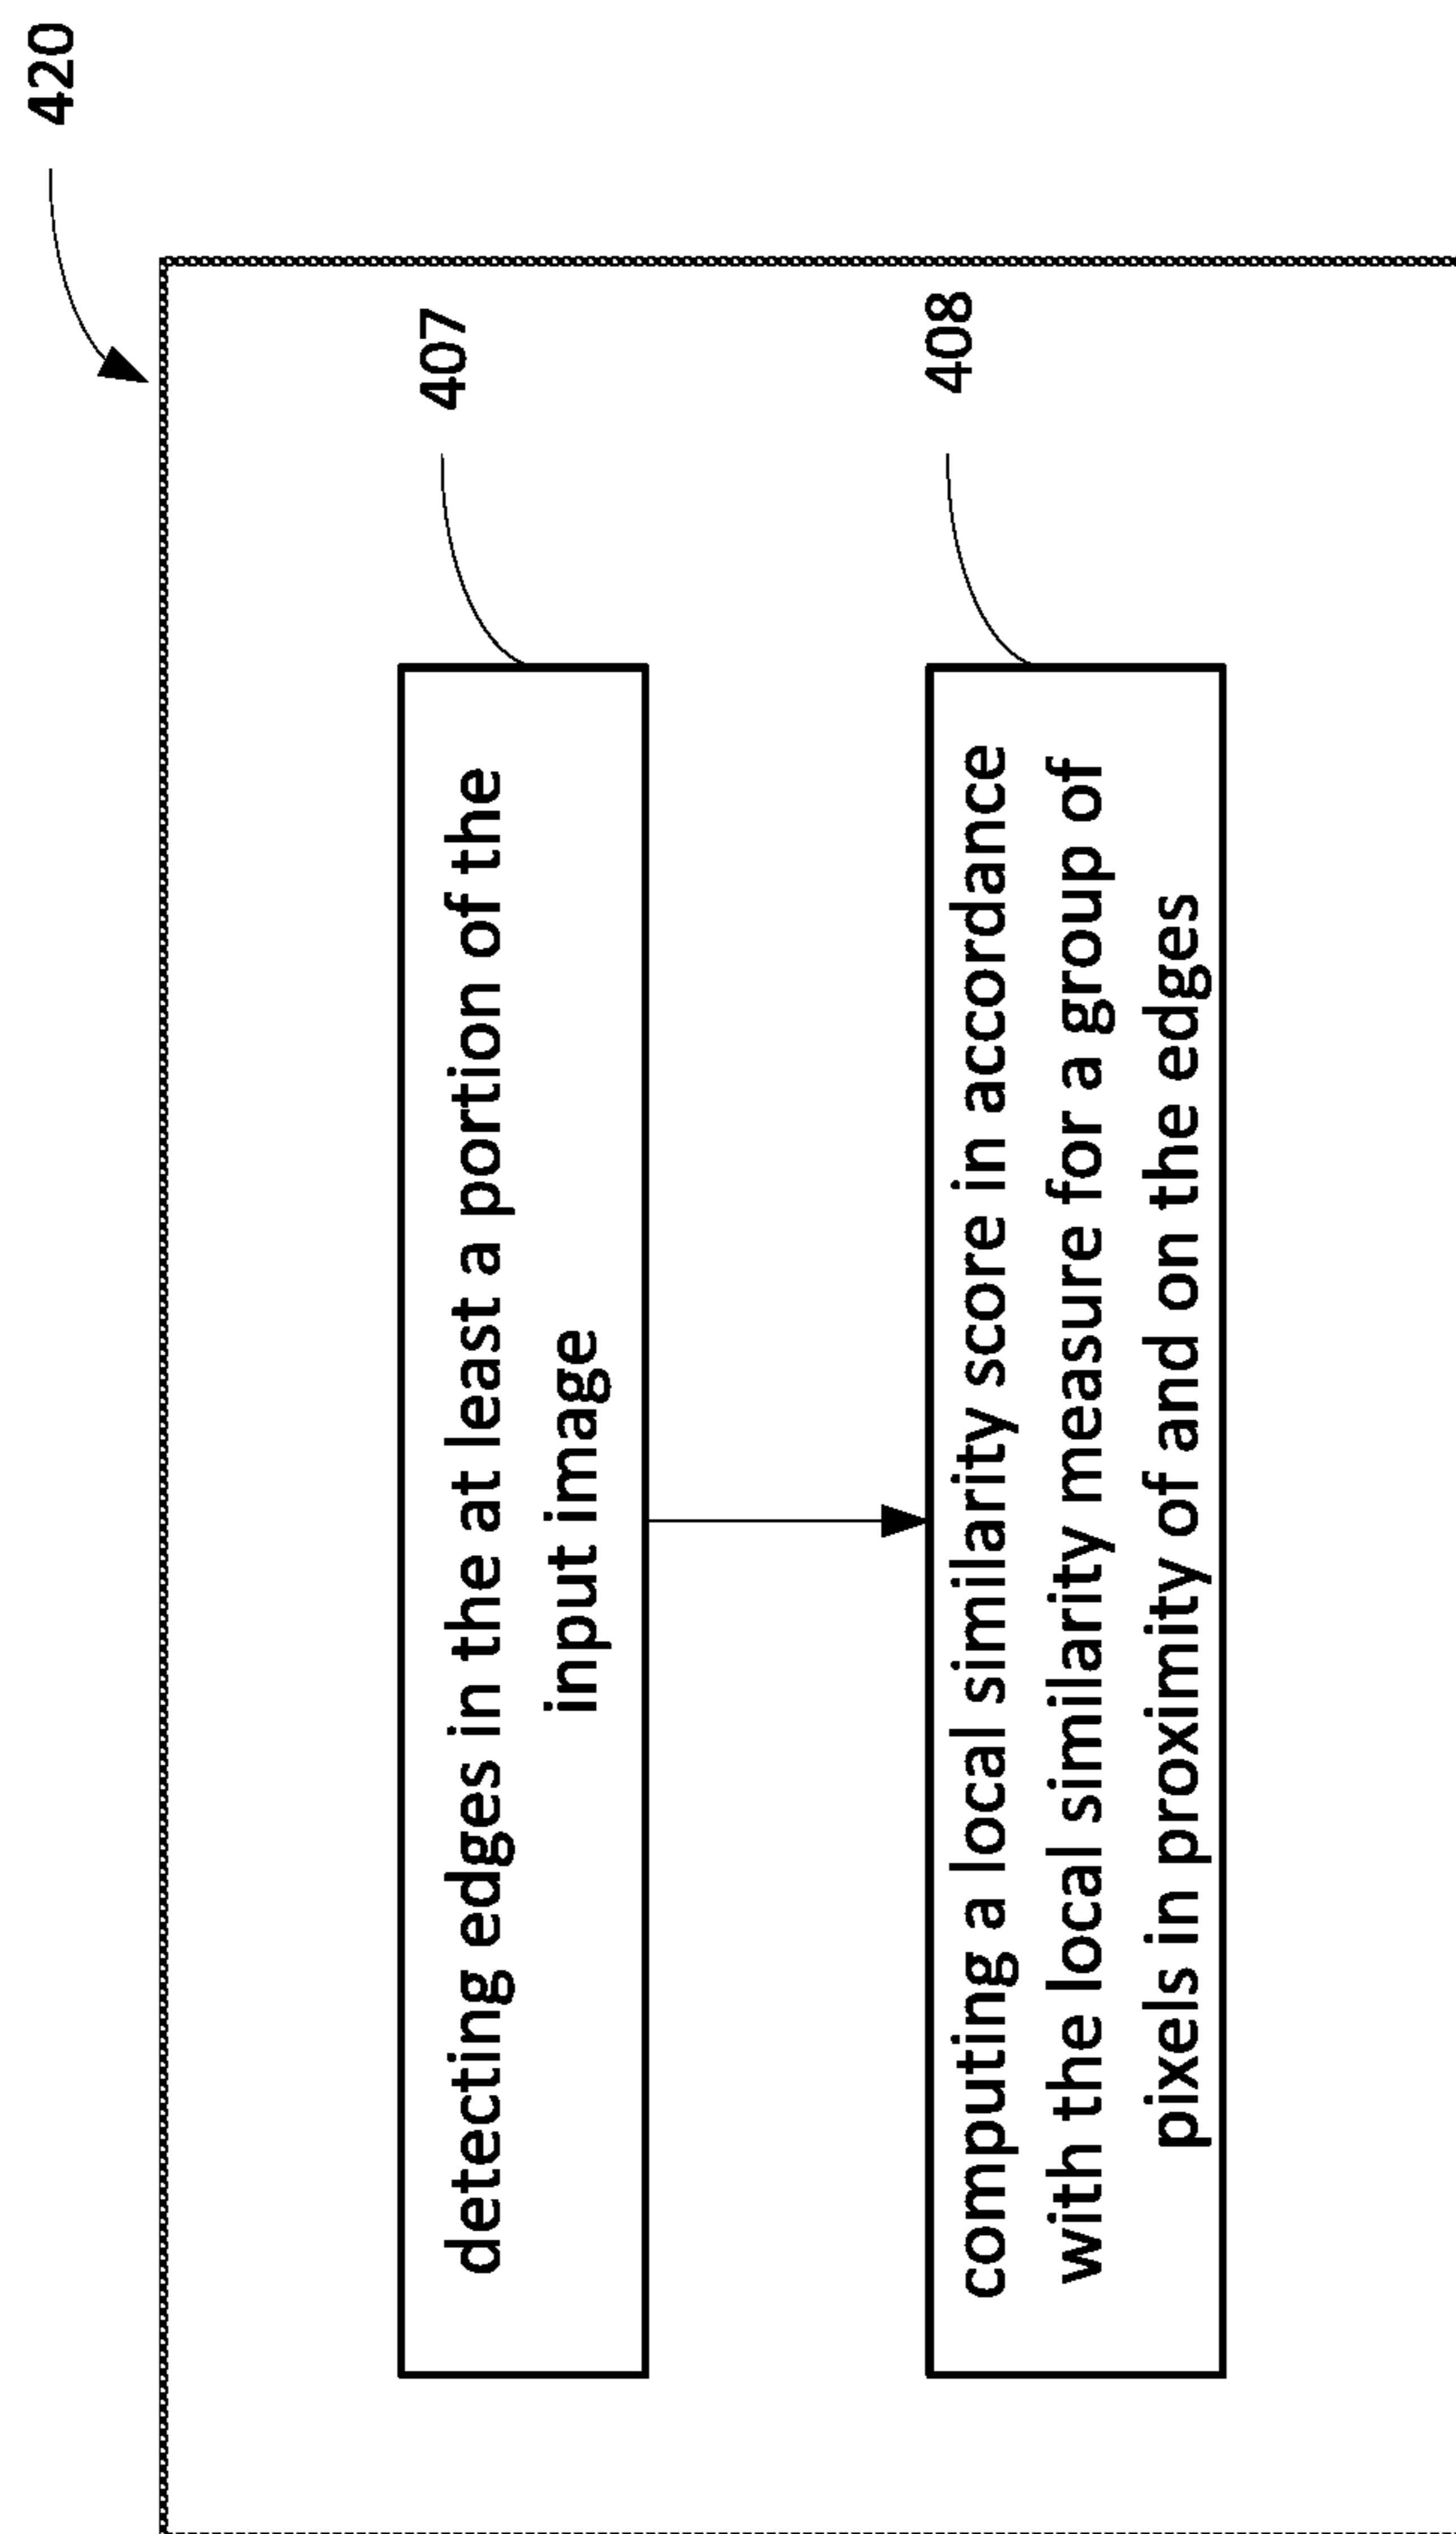 420
407
detecting edges in the at least a portion of the
input image
408
computing a local similarity score in accordance
with the local similarity measure for a group of
pixels in proximity of and on the edges